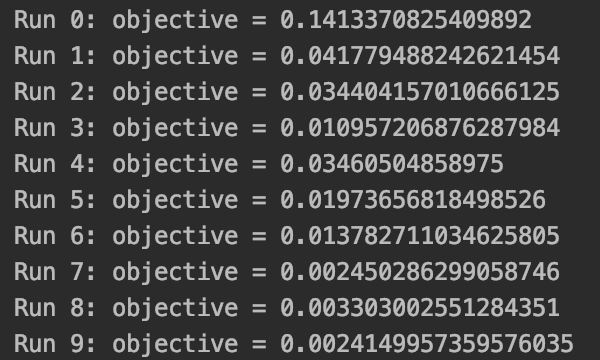 Run 0: objective = 0.1413370825409892
Run 1: objective = 0.041779488242621454
Run 2: objective = 0.034404157010666125
Run 3: objective = 0.010957206876287984
Run 4: objective = 0.03460504858975
Run 5: objective = 0.01973656818498526
Run 6: objective = 0.013782711034625805
Run 7: objective = 0.002450286299058746
Run 8: objective = 0.003303002551284351
Run 9: objective = 0.0024149957359576035